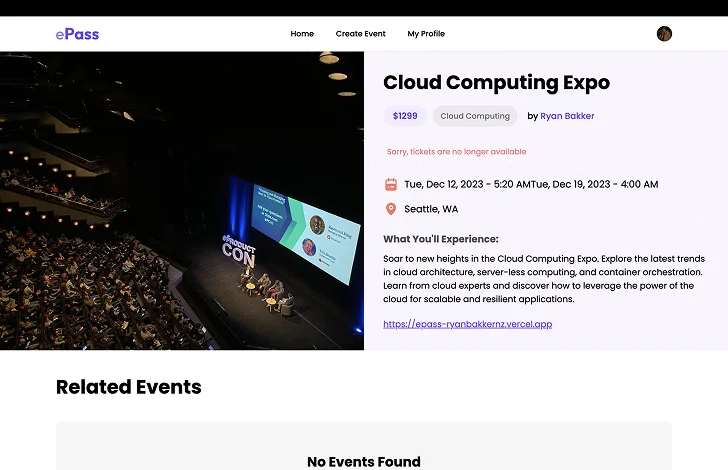 ePass
Home
Create Event
My Profile
Cloud Computing Expo
$1299
Cloud Computing
by Ryan Bakker
Sorry, tickets are no longer available
Tue, Dec 12, 2023 - 5:20 AMTue, Dec 19, 2023 - 4:00 AM
Seattle, WA
What You'll Experience:
Soar to new heights in the Cloud Computing Expo. Explore the latest trends
in cloud architecture, server-less computing, and container orchestration.
Learn from cloud experts and discover how to leverage the power of the
cloud for scalable and resilient applications.
https://epass-ryanbakkernz.vercel.app
PRODUCT
CON
Related Events
No Events Found